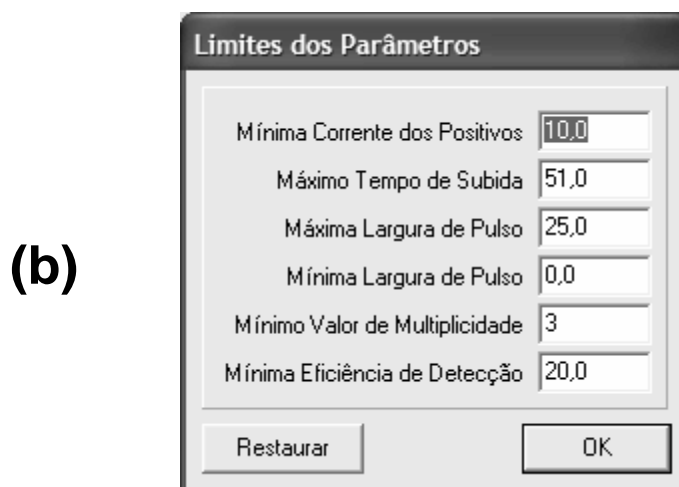 Limites dos Parâmetros
Mínima Corrente dos Positivos 10,0
Máximo Tempo de Subida 51,0
Máxima Largura de Pulso 25,0
(b)
Mínima Largura de Pulso 0,0
Mínimo Valor de Multiplicidade 3
Mínima Eficiência de Detecção 20,0
Restaurar OK